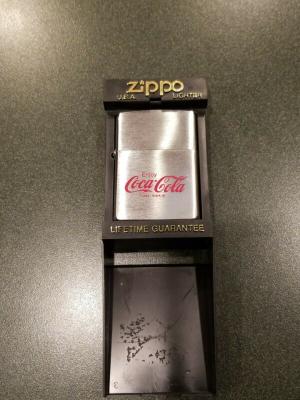 zippo
U.S.A. LIGHTER
Enjoy
Coca-Cola
LIFETIME GUARANTEE